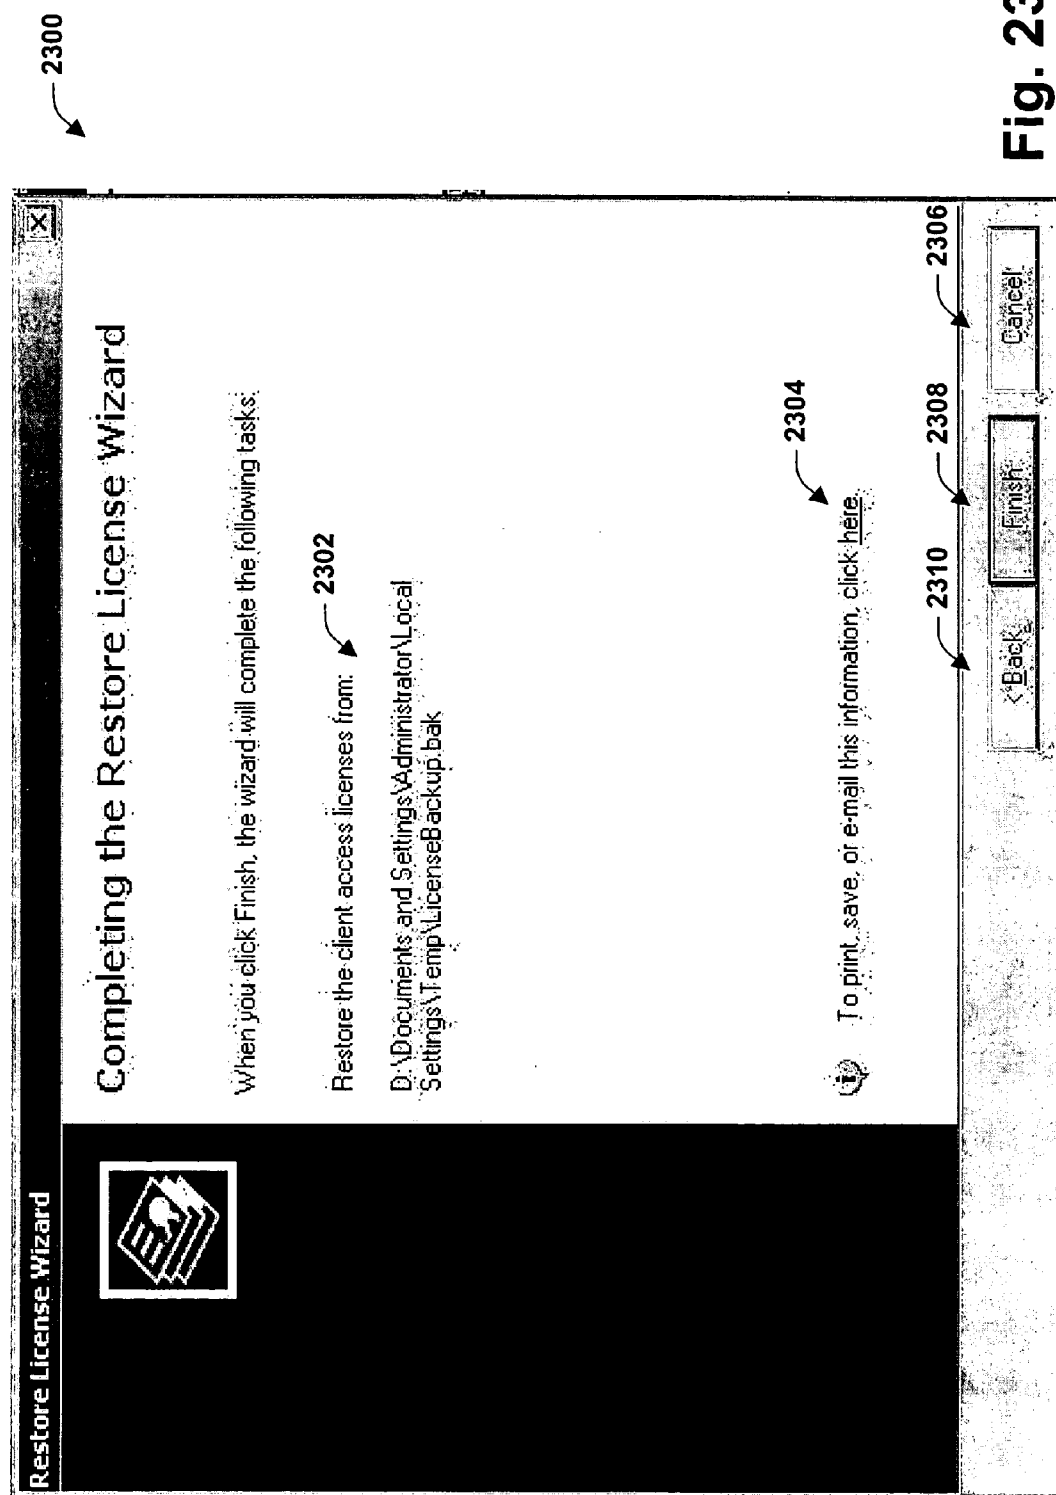 2300
Restore License Wizard
Completing the Restore License Wizard
When you click Finish, the wizard will complete the following tasks:
2302
Restore the client access licenses from:
D:\Documents and Settings\Administrator\Local
Settings\Temp\LicenseBackup.bak
2304
To print, save, or e-mail this information, click here.
2310
2308
2306
< Back
Finish
Cancel
Fig. 23